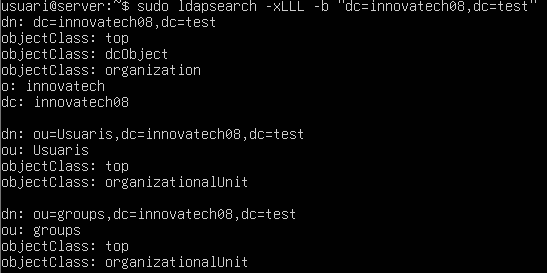 usuari@server:~$ sudo ldapsearch -xLLL -b "dc=innovatech08,dc=test"
dn: dc=innovatech08,dc=test
objectClass: top
objectClass: dcObject
objectClass: organization
o: innovatech
dc: innovatech08

dn: ou=Usuaris,dc=innovatech08,dc=test
ou: Usuaris
objectClass: top
objectClass: organizationalUnit

dn: ou=groups,dc=innovatech08,dc=test
ou: groups
objectClass: top
objectClass: organizationalUnit